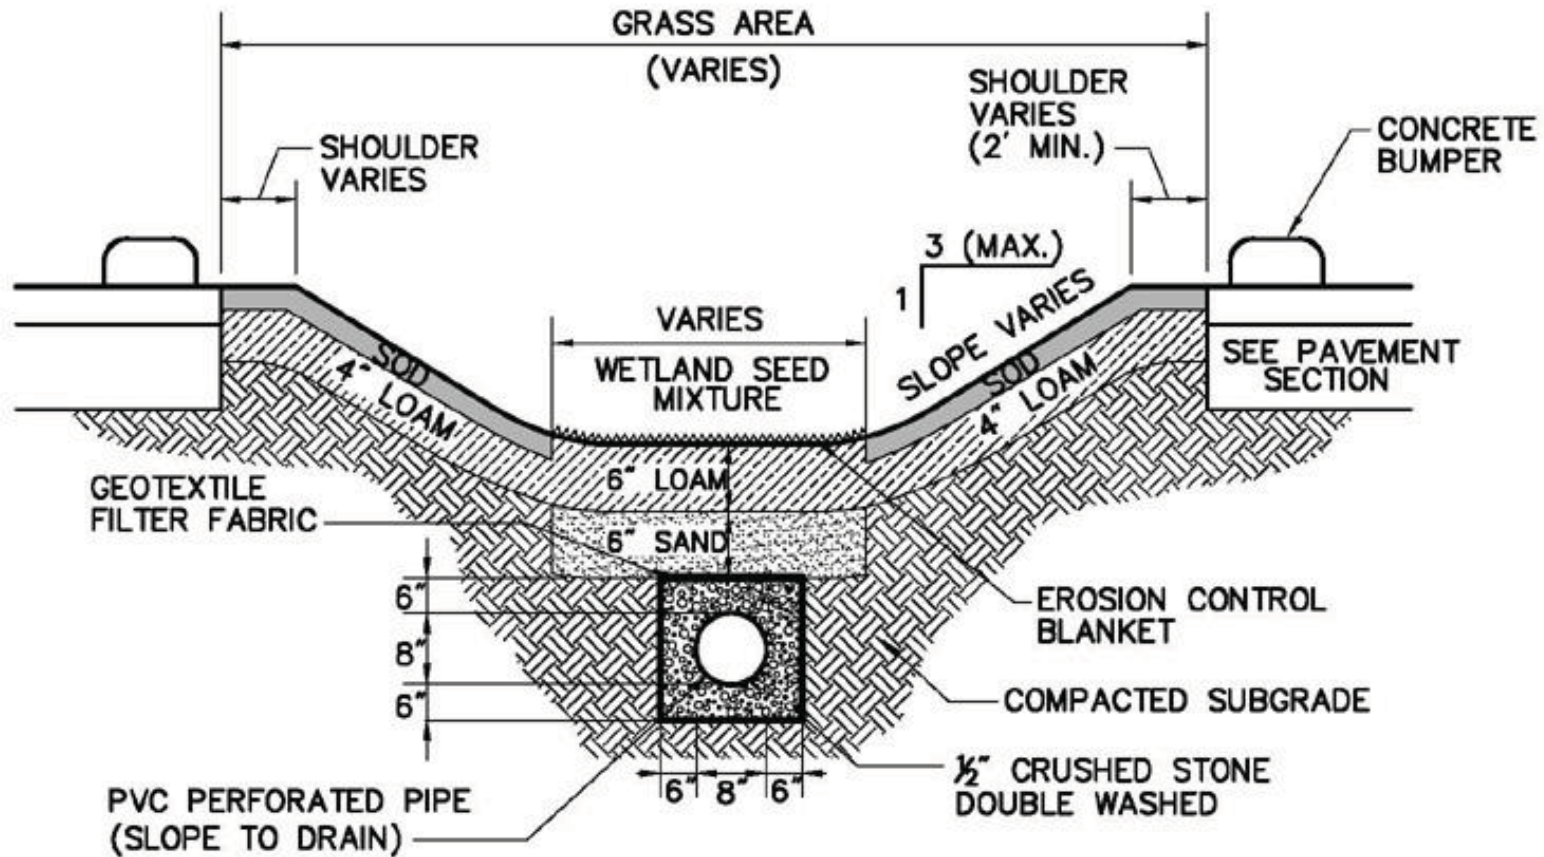 GRASS AREA
(VARIES)
SHOULDER
VARIES
SHOULDER
VARIES
(2' MIN.)
CONCRETE
BUMPER
3 (MAX.)
1
SLOPE VARIES
VARIES
WETLAND SEED
MIXTURE
SOD
4" LOAM
SOD
4" LOAM
SEE PAVEMENT
SECTION
6" LOAM
GEOTEXTILE
FILTER FABRIC
6" SAND
6"
8"
6"
EROSION CONTROL
BLANKET
COMPACTED SUBGRADE
6" 8" 6"
½" CRUSHED STONE
DOUBLE WASHED
PVC PERFORATED PIPE
(SLOPE TO DRAIN)